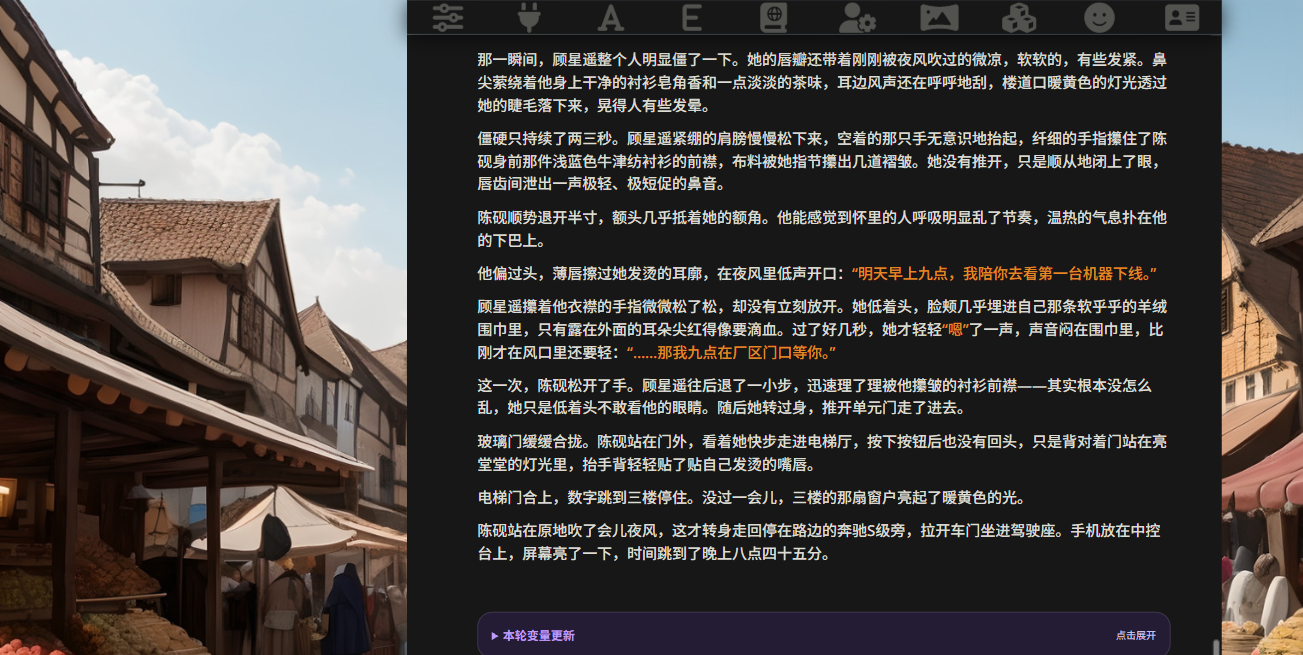 那一瞬间，顾星遥整个人明显僵了一下。她的唇瓣还带着刚刚被夜风吹过的微凉，软软的，有些发紧。鼻
尖萦绕着他身上干净的衬衫皂角香和一点淡淡的茶味，耳边风声还在呼呼地刮，楼道口暖黄色的灯光透过
她的睫毛落下来，晃得人有些发晕。
僵硬只持续了两三秒。顾星遥紧绷的肩膀慢慢松下来，空着的那只手无意识地抬起，纤细的手指攥住了陈
砚身前那件浅蓝色牛津纺衬衫的前襟，布料被她指节攥出几道褶皱。她没有推开，只是顺从地闭上了眼，
唇齿间泄出一声极轻、极短促的鼻音。
陈砚顺势退开半寸，额头几乎抵着她的额角。他能感觉到怀里的人呼吸明显乱了节奏，温热的气息扑在他
的下巴上。
他偏过头，薄唇擦过她发烫的耳廓，在夜风里低声开口：“明天早上九点，我陪你去看第一台机器下线。”
顾星遥攥着他衣襟的手指微微松了松，却没有立刻放开。她低着头，脸颊几乎埋进自己那条软乎乎的羊绒
围巾里，只有露在外面的耳朵尖红得像要滴血。过了好几秒，她才轻轻“嗯”了一声，声音闷在围巾里，比
刚才在风口里还要轻：“……那我九点在厂区门口等你。”
这一次，陈砚松开了手。顾星遥往后退了一小步，迅速理了理被他攥皱的衬衫前襟——其实根本没怎么
乱，她只是低着头不敢看他的眼睛。随后她转过身，推开单元门走了进去。
玻璃门缓缓合拢。陈砚站在门外，看着她快步走进电梯厅，按下按钮后也没有回头，只是背对着门站在亮
堂堂的灯光里，抬手背轻轻贴了贴自己发烫的嘴唇。
电梯门合上，数字跳到三楼停住。没过一会儿，三楼的那扇窗户亮起了暖黄色的光。
陈砚站在原地吹了会儿夜风，这才转身走回停在路边的奔驰S级旁，拉开车门坐进驾驶座。手机放在中控
台上，屏幕亮了一下，时间跳到了晚上八点四十五分。
▶ 本轮变量更新 点击展开